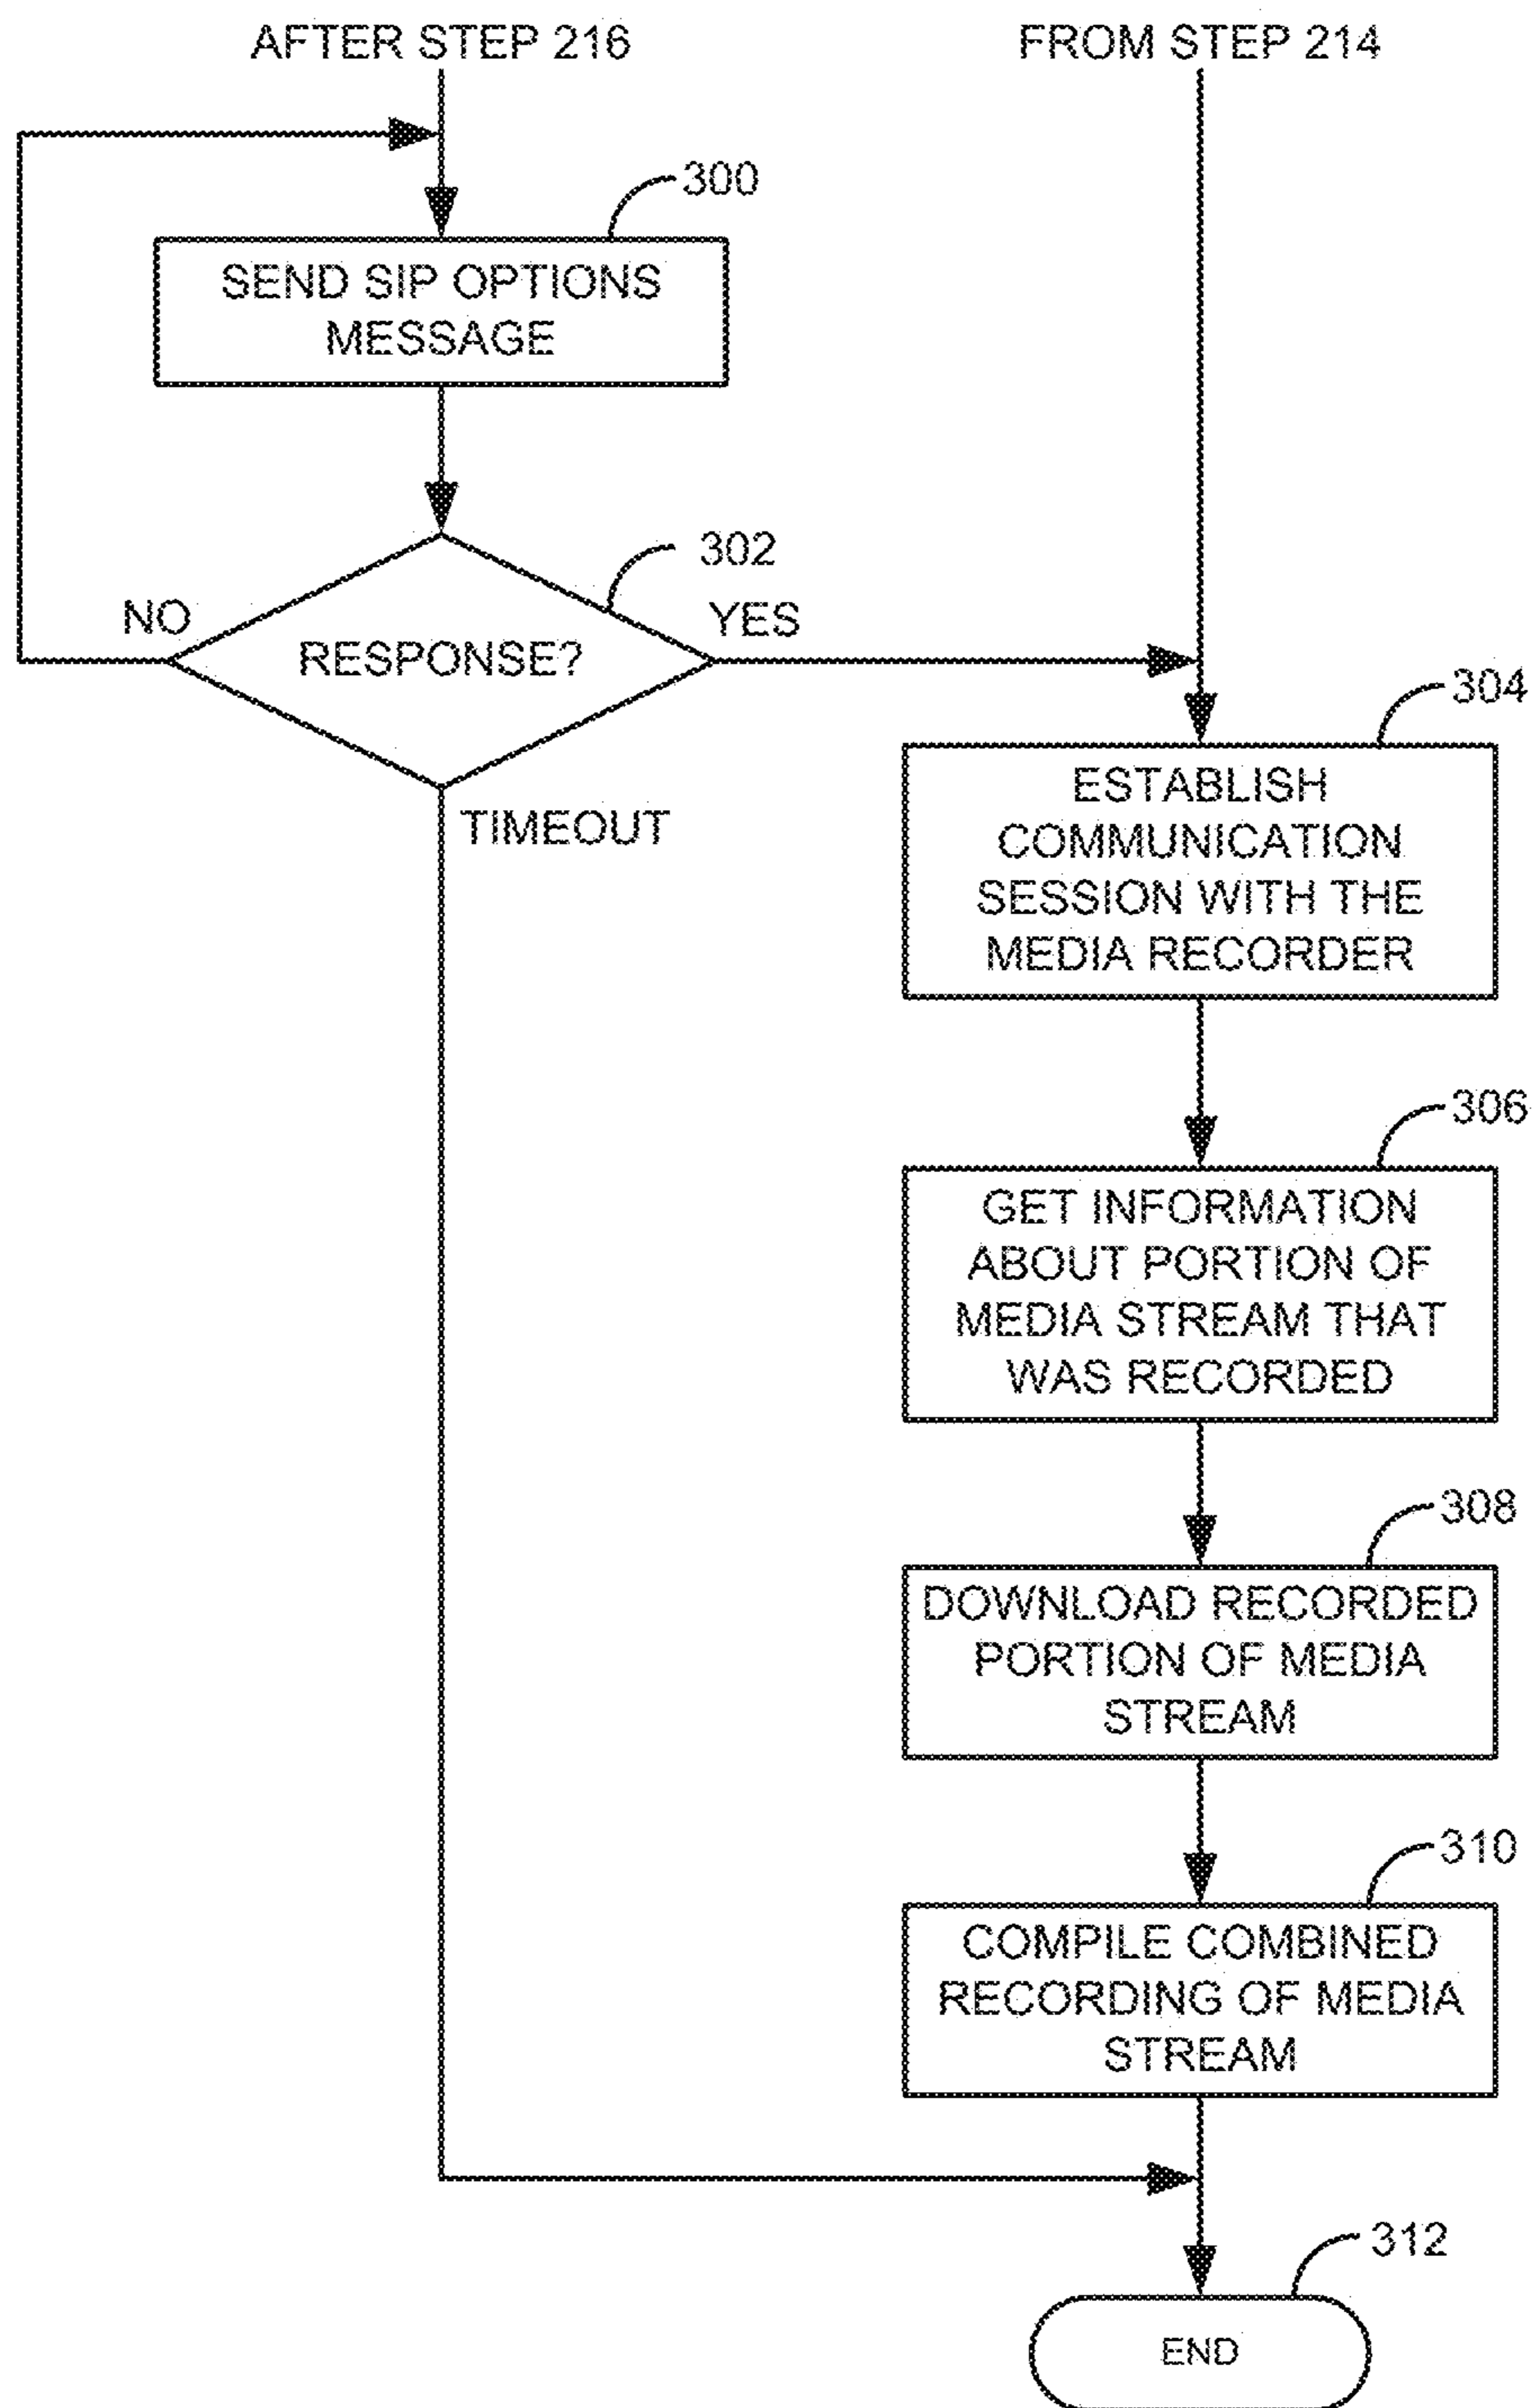 AFTER STEP 216
FROM STEP 214
300
SEND SIP OPTIONS
MESSAGE
302
NO
YES
RESPONSE?
TIMEOUT
304
ESTABLISH
COMMUNICATION
SESSION WITH THE
MEDIA RECORDER
306
GET INFORMATION
ABOUT PORTION OF
MEDIA STREAM THAT
WAS RECORDED
308
DOWNLOAD RECORDED
PORTION OF MEDIA
STREAM
310
COMPILE COMBINED
RECORDING OF MEDIA
STREAM
312
END